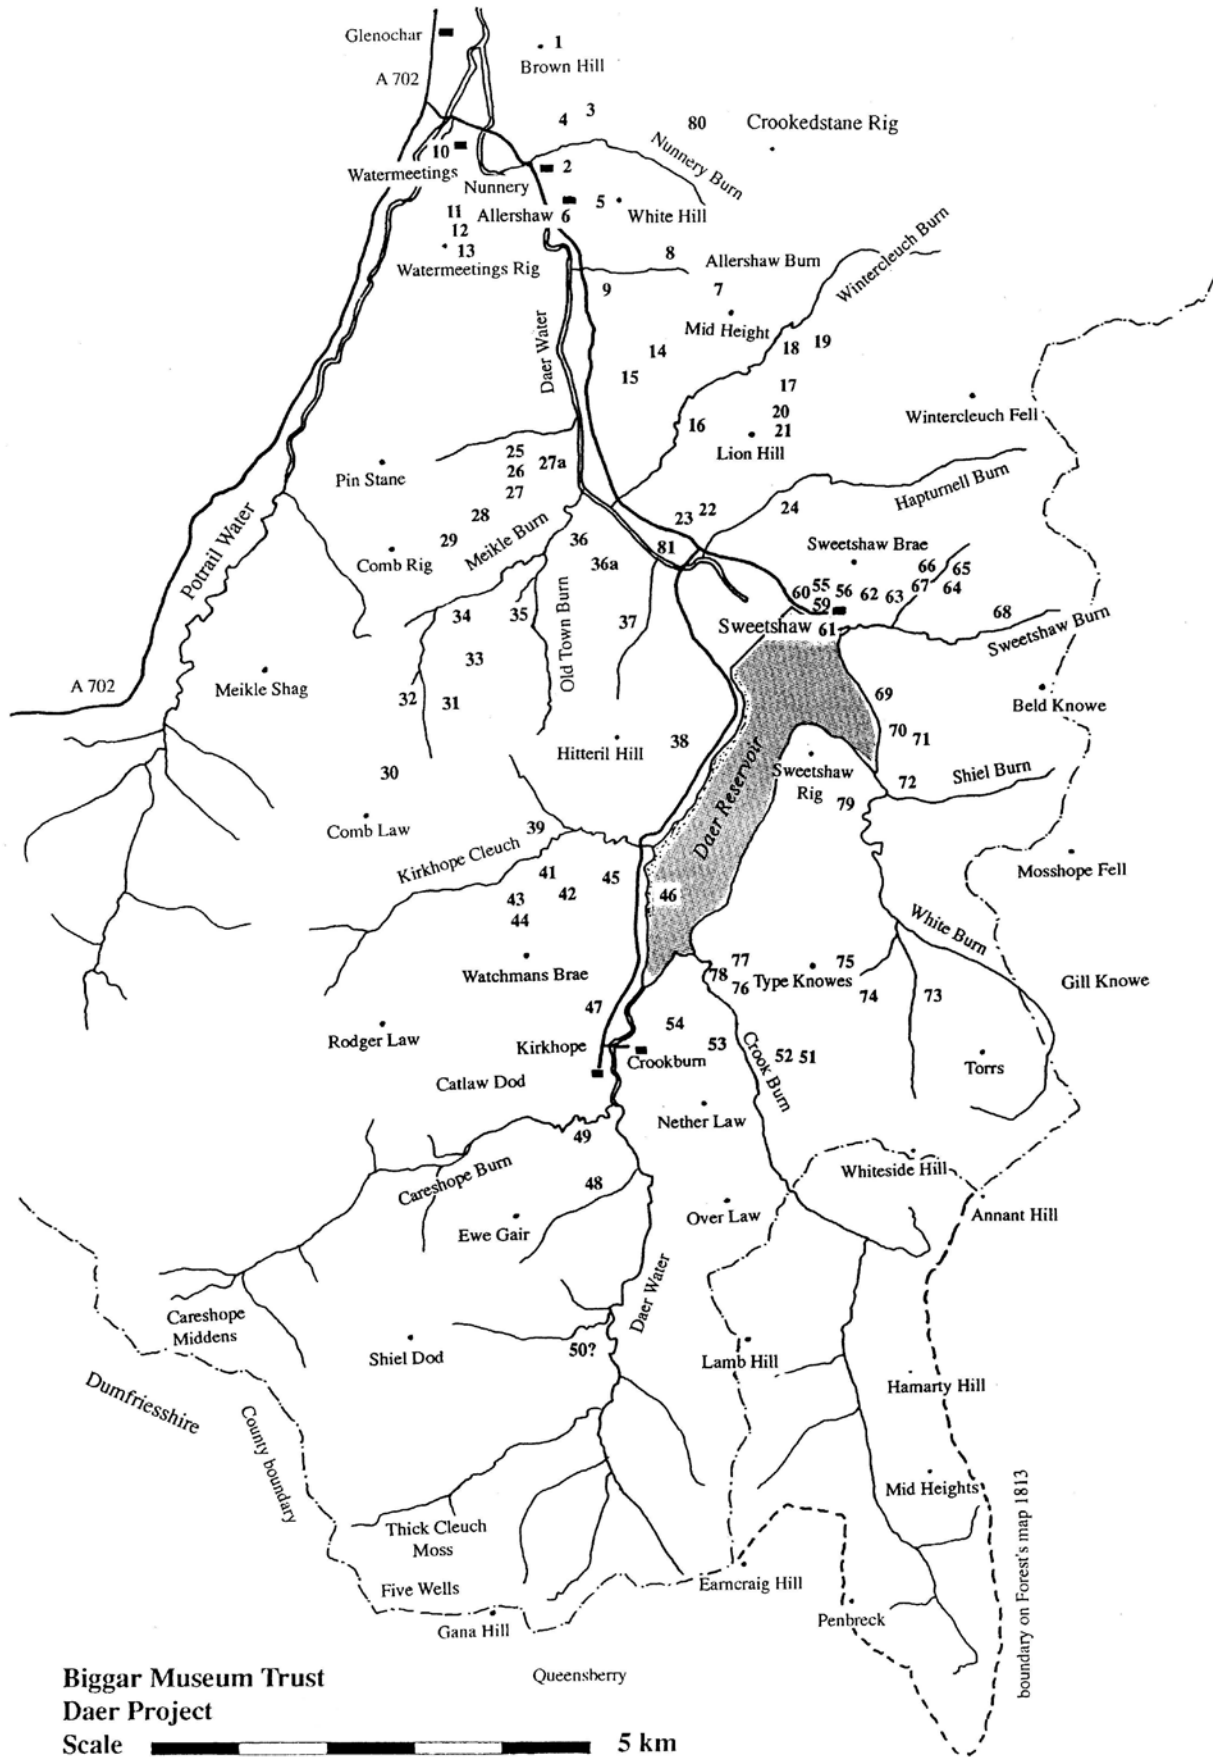 Glenochar
1
Brown Hill
A 702
3
4
80
Crookedstane Rig
10
Nunnery Burn
Watermeetings
2
Nunnery
11
Allershaw
6
5
White Hill
12
13
Watermeetings Rig
8
Allershaw Burn
Wintercleuch Burn
9
7
Mid Height
Daer Water
14
18
19
15
17
16
20
21
Lion Hill
Wintercleuch Fell
25
26
27a
27
Pin Stane
Hapturnell Burn
28
23
22
24
29
Meikle Burn
36
81
Sweetshaw Brae
Potrail Water
Comb Rig
36a
66
65
60
55
56
62
63
67
64
59
34
35
37
Sweetshaw
61
68
Sweetshaw Burn
Old Town Burn
33
A 702
Meikle Shag
32
31
69
Beld Knowe
Hitteril Hill
38
70
71
30
Daer Reservoir
Sweetshaw
Rig
79
72
Shiel Burn
Comb Law
39
Kirkhope Cleuch
41
45
Mosshope Fell
43
42
46
44
White Burn
Watchmans Brae
77
78
76
Type Knowes
75
74
73
Gill Knowe
47
54
Rodger Law
Kirkhope
Crookburn
53
Crook Burn
52
51
Torrs
Catlaw Dod
Nether Law
49
Careshope Burn
48
Whiteside Hill
Ewe Gair
Over Law
Annant Hill
Daer Water
Careshope
Middens
Shiel Dod
50?
Lamb Hill
Hamarty Hill
Dumfriesshire
County boundary
Mid Heights
Thick Cleuch
Moss
boundary on Forest's map 1813
Five Wells
Earncraig Hill
Gana Hill
Penbreck
Queensberry
Biggar Museum Trust
Daer Project
Scale
5 km